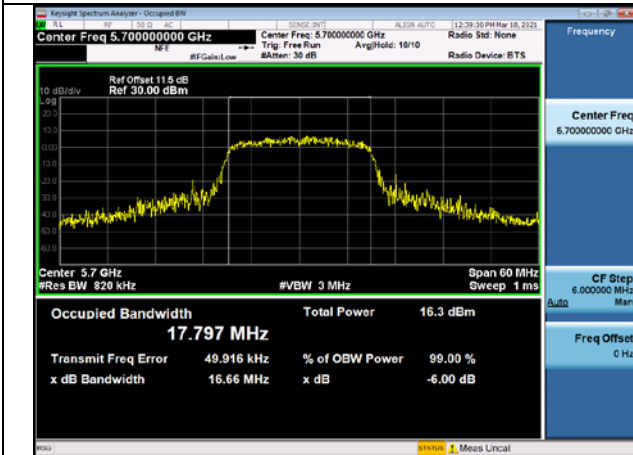 Keysight Spectrum Analyzer - Occupied BW
RL RF 50 Ω AC SENSE:INT ALIGN AUTO 12:39:30 PM Mar 10, 2021
Center Freq 5.700000000 GHz
NFE
#IFGain:Low
Center Freq: 5.700000000 GHz
Trig: Free Run Avg|Hold: 10/10
#Atten: 30 dB
Radio Std: None
Radio Device: BTS
Frequency
Ref Offset 11.5 dB
10 dB/div Ref 30.00 dBm
Log
20.0
10.0
0.00
10.0
20.0
30.0
40.0
50.0
60.0
Center Freq
5.700000000 GHz
Center 5.7 GHz Span 60 MHz
#Res BW 820 kHz #VBW 3 MHz Sweep 1 ms
CF Step
6.000000 MHz
Auto Man
Occupied Bandwidth Total Power 16.3 dBm
17.797 MHz
Freq Offset
0 Hz
Transmit Freq Error 49.916 kHz % of OBW Power 99.00 %
x dB Bandwidth 16.66 MHz x dB -6.00 dB
MSG STATUS Meas Uncal